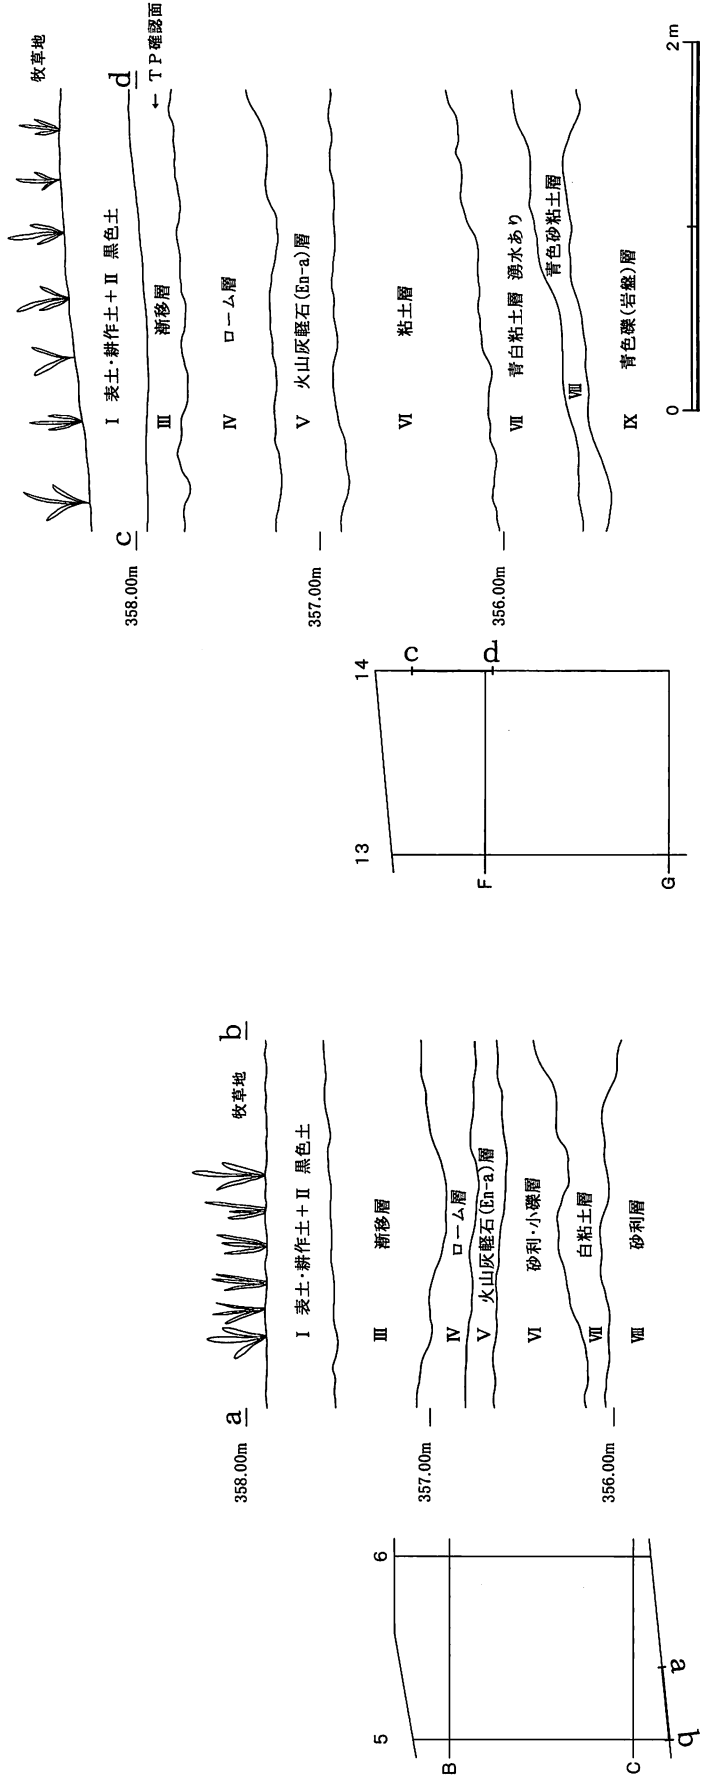 5
6
B
C
a
b
358.00m
357.00m
356.00m
a
b
牧草地
Ⅰ 表土・耕作土＋Ⅱ 黒色土
Ⅲ 漸移層
Ⅳ ローム層
Ⅴ 火山灰軽石(En-a)層
Ⅵ 砂利・小礫層
Ⅶ 白粘土層
Ⅷ 砂利層
13
14
F
G
c
d
358.00m
357.00m
356.00m
c
d
牧草地
← TP確認面
Ⅰ 表土・耕作土＋Ⅱ 黒色土
Ⅲ 漸移層
Ⅳ ローム層
Ⅴ 火山灰軽石(En-a)層
Ⅵ 粘土層
Ⅶ 青白粘土層 湧水あり
Ⅷ 青色砂粘土層
Ⅸ 青色礫(岩盤)層
0 2m